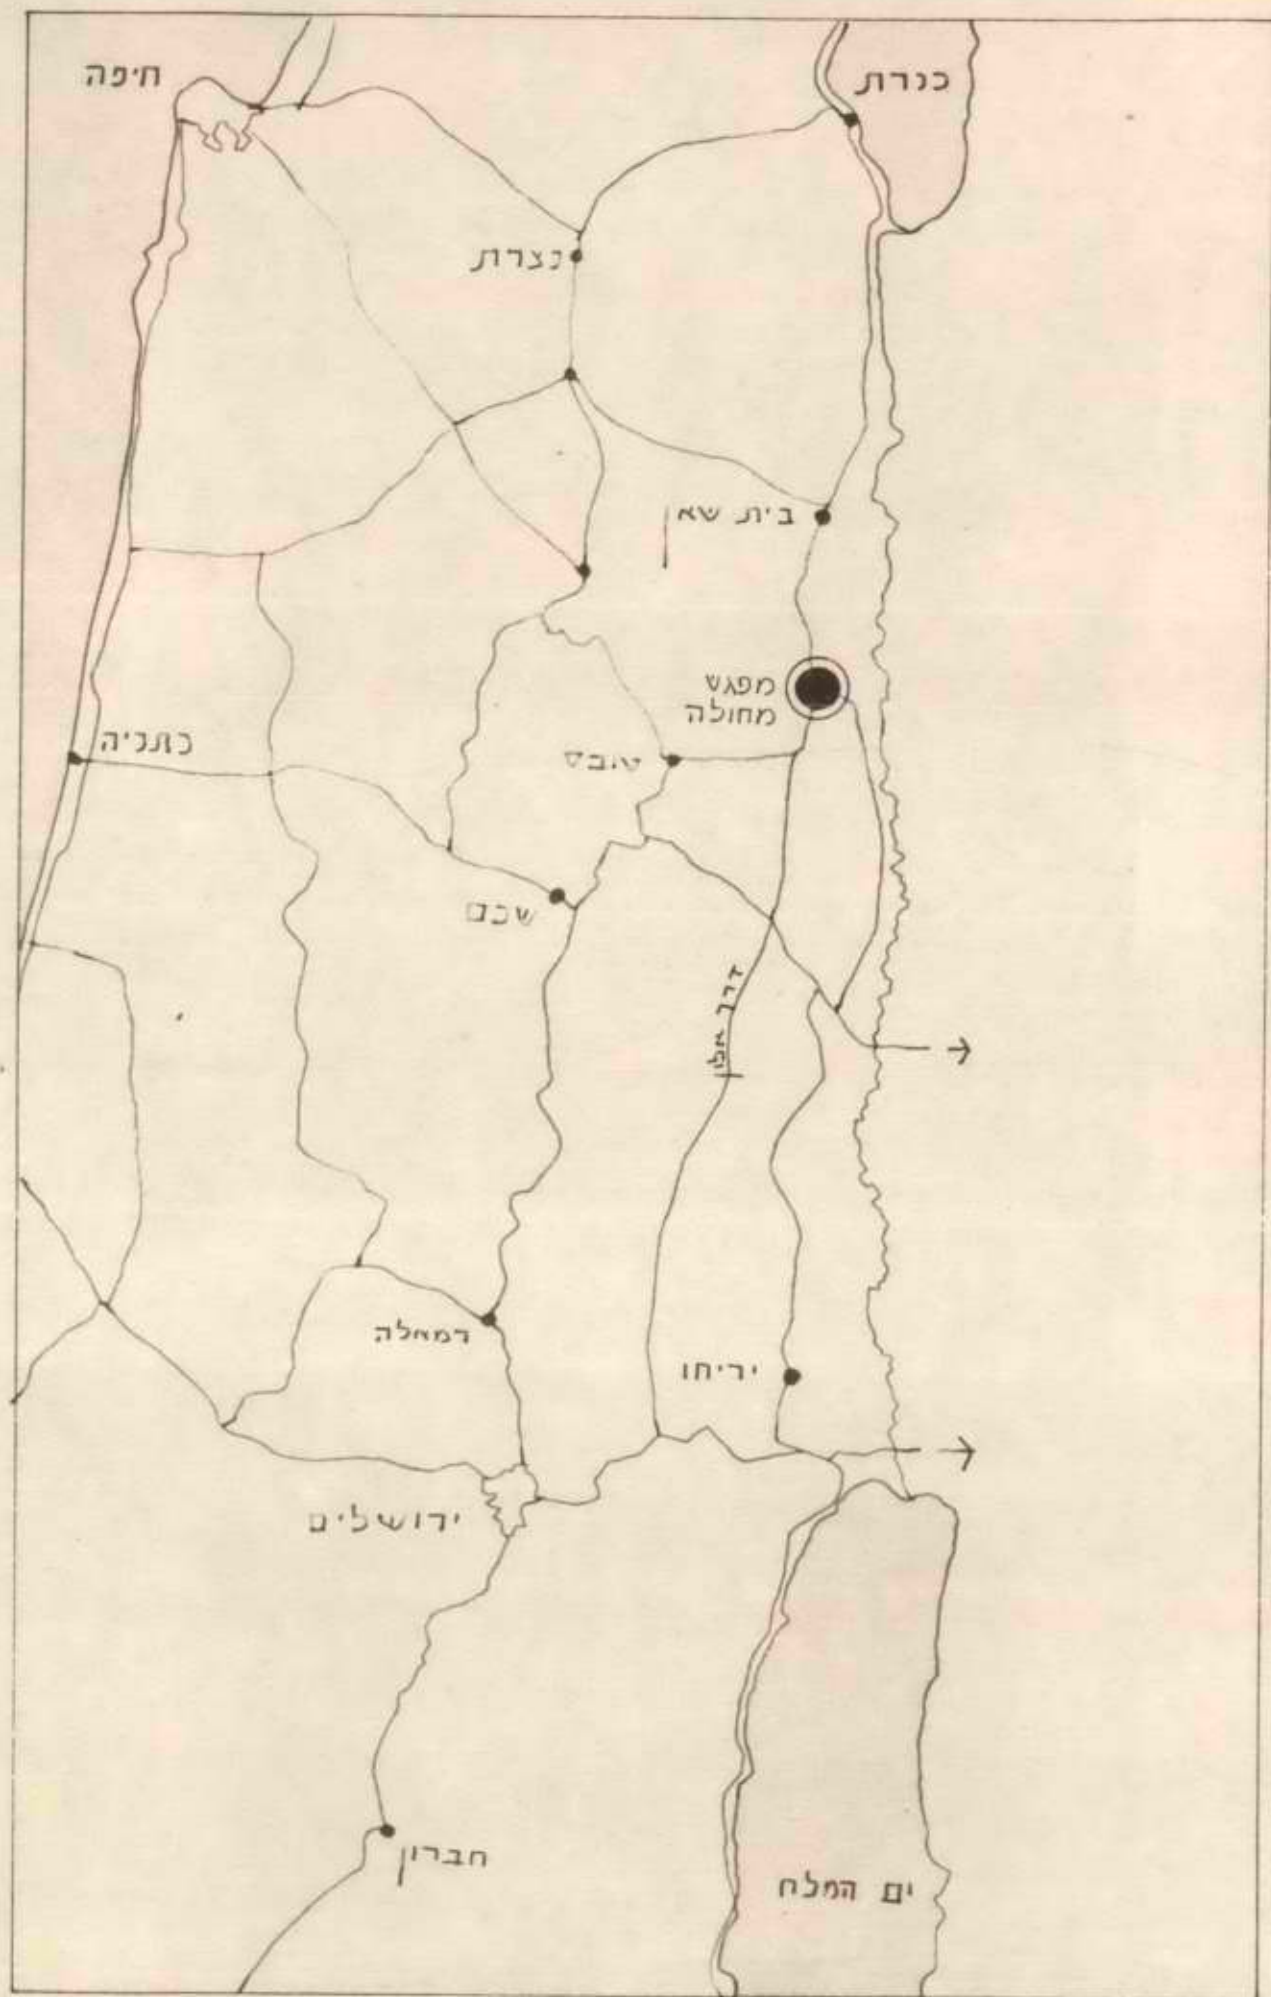 חיפה
כנרת
נצרת
בית שאן
מפגש
מחולה
נתניה
טובס
שכם
דרך אלון
רמאלה
יריחו
ירושלים
חברון
ים המלח